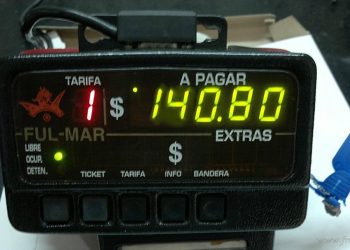 TARIFA A PAGAR
1 $ 140.80
FUL-MAR EXTRAS
LIBRE
OCUP. $
DETEN.
TICKET TARIFA INFO BANDERA